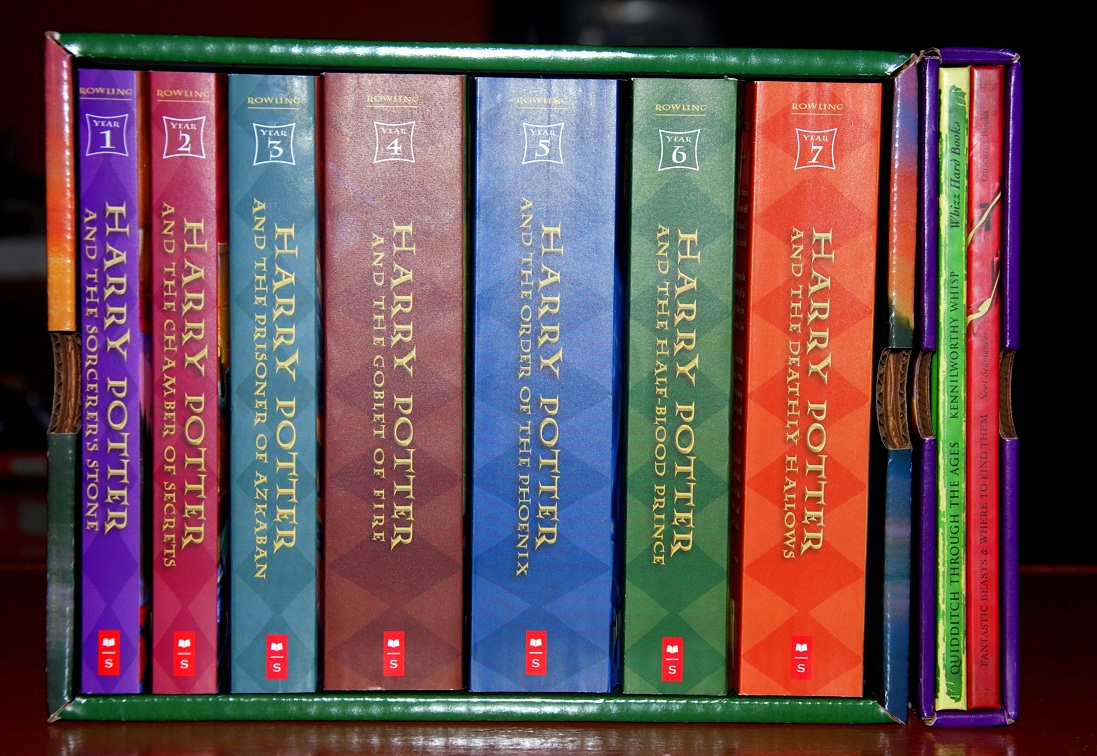 ROWLING
YEAR
1
HARRY POTTER
AND THE SORCERER'S STONE
S
ROWLING
YEAR
2
HARRY POTTER
AND THE CHAMBER OF SECRETS
S
ROWLING
YEAR
3
HARRY POTTER
AND THE PRISONER OF AZKABAN
S
ROWLING
YEAR
4
HARRY POTTER
AND THE GOBLET OF FIRE
S
ROWLING
YEAR
5
HARRY POTTER
AND THE ORDER OF THE PHOENIX
S
ROWLING
YEAR
6
HARRY POTTER
AND THE HALF-BLOOD PRINCE
S
ROWLING
YEAR
7
HARRY POTTER
AND THE DEATHLY HALLOWS
S
QUIDDITCH THROUGH THE AGES KENNILWORTHY WHISP Whizz Hard Books
FANTASTIC BEASTS & WHERE TO FIND THEM Newt Scamander